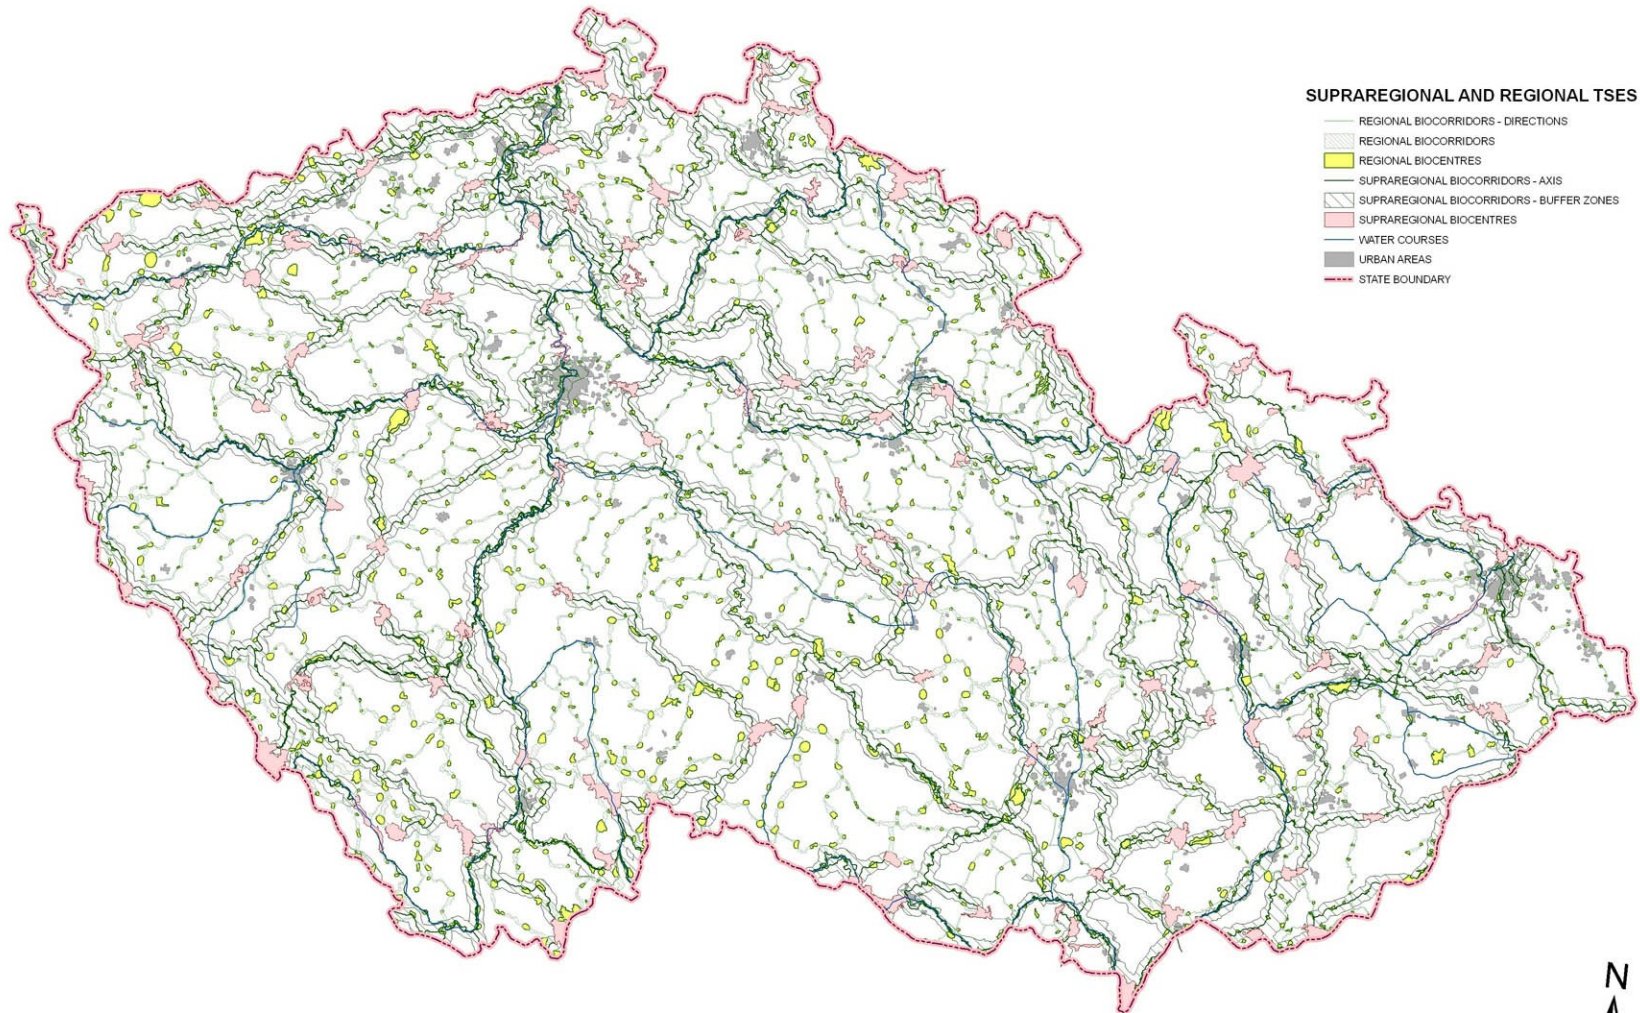 SUPRAREGIONAL AND REGIONAL TSES
REGIONAL BIOCORRIDORS - DIRECTIONS
REGIONAL BIOCORRIDORS
REGIONAL BIOCENTRES
SUPRAREGIONAL BIOCORRIDORS - AXIS
SUPRAREGIONAL BIOCORRIDORS - BUFFER ZONES
SUPRAREGIONAL BIOCENTRES
WATER COURSES
URBAN AREAS
STATE BOUNDARY
N